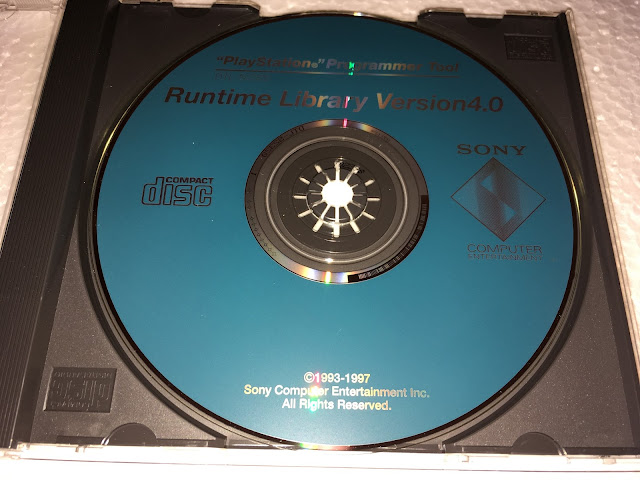 "PlayStation®" Programmer Tool
Runtime Library Version4.0
SONY
COMPUTER
ENTERTAINMENT
COMPACT
disc
©1993-1997
Sony Computer Entertainment Inc.
All Rights Reserved.